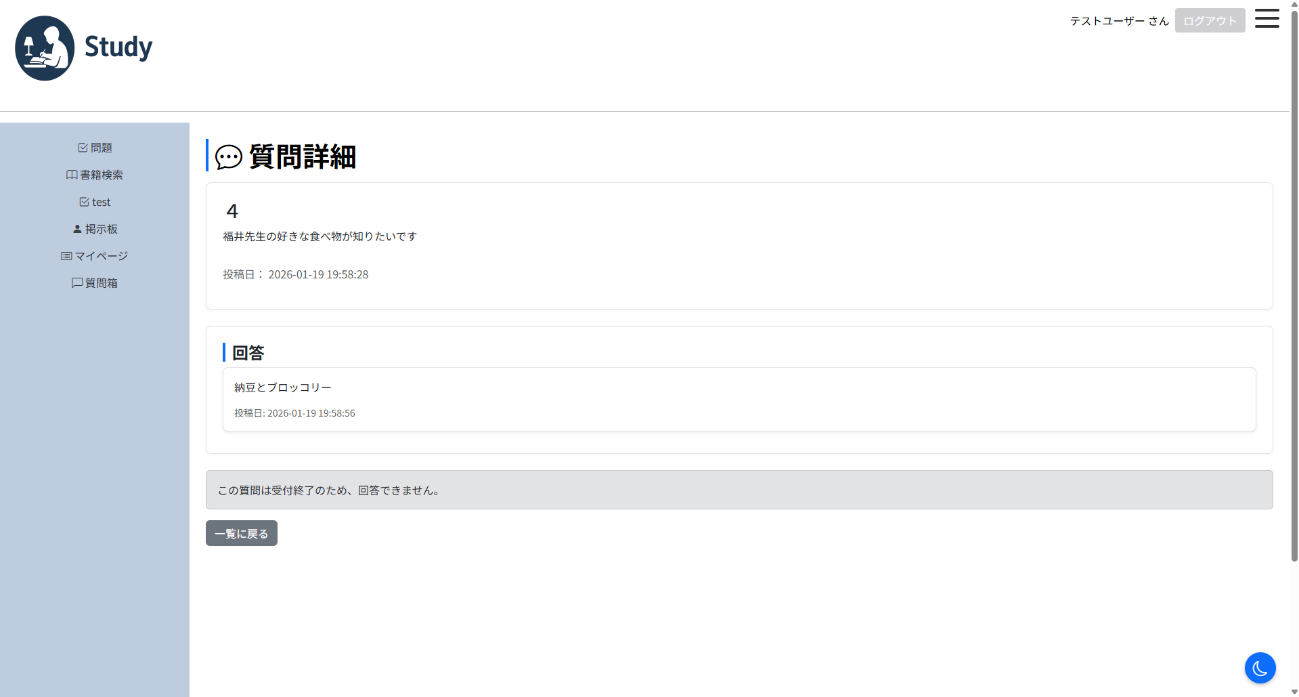 Study
テストユーザー さん
ログアウト
問題
書籍検索
test
掲示板
マイページ
質問箱
質問詳細
4
福井先生の好きな食べ物が知りたいです
投稿日： 2026-01-19 19:58:28
回答
納豆とブロッコリー
投稿日: 2026-01-19 19:58:56
この質問は受付終了のため、回答できません。
一覧に戻る